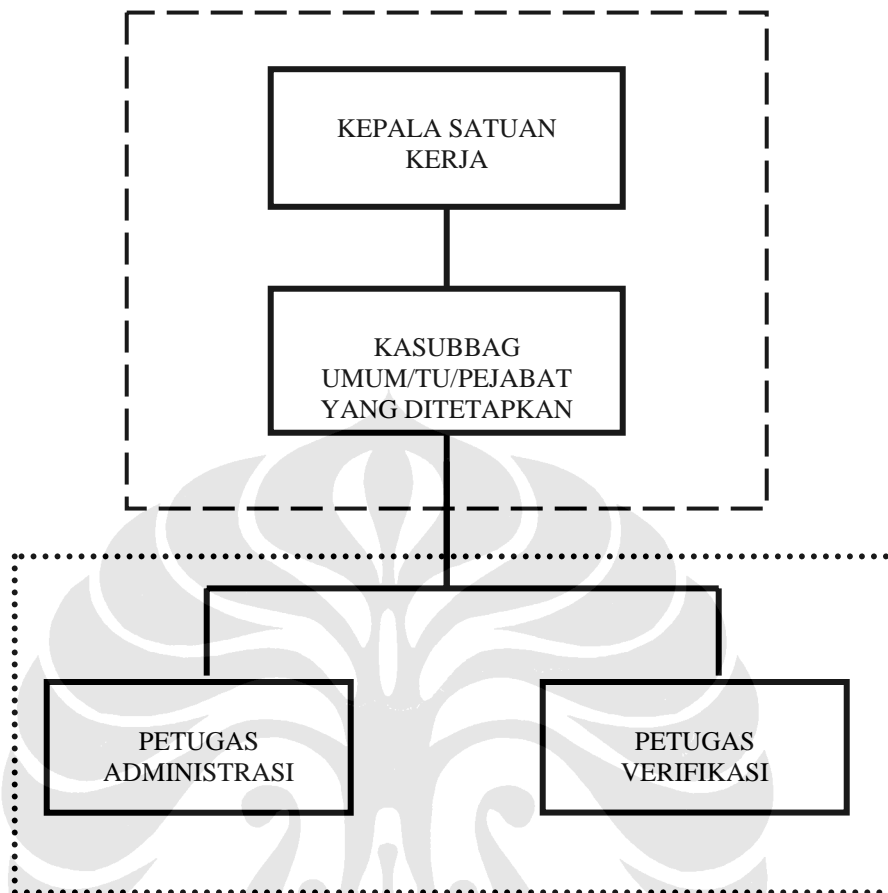 KEPALA SATUAN
KERJA
KASUBBAG
UMUM/TU/PEJABAT
YANG DITETAPKAN
PETUGAS
ADMINISTRASI
PETUGAS
VERIFIKASI